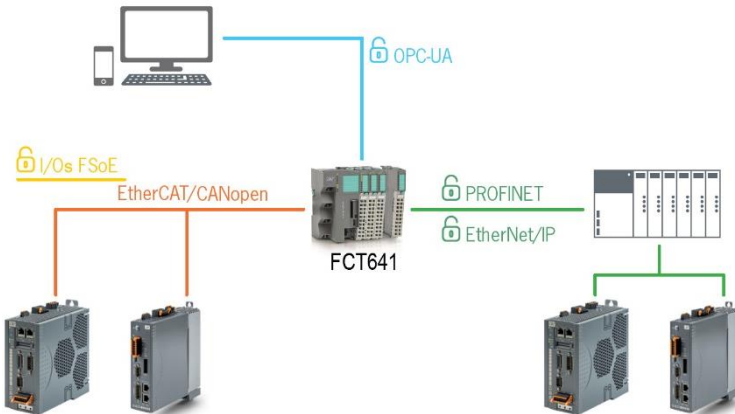 OPC-UA
I/Os FSoE
EtherCAT/CANopen
PROFINET
EtherNet/IP
FCT641